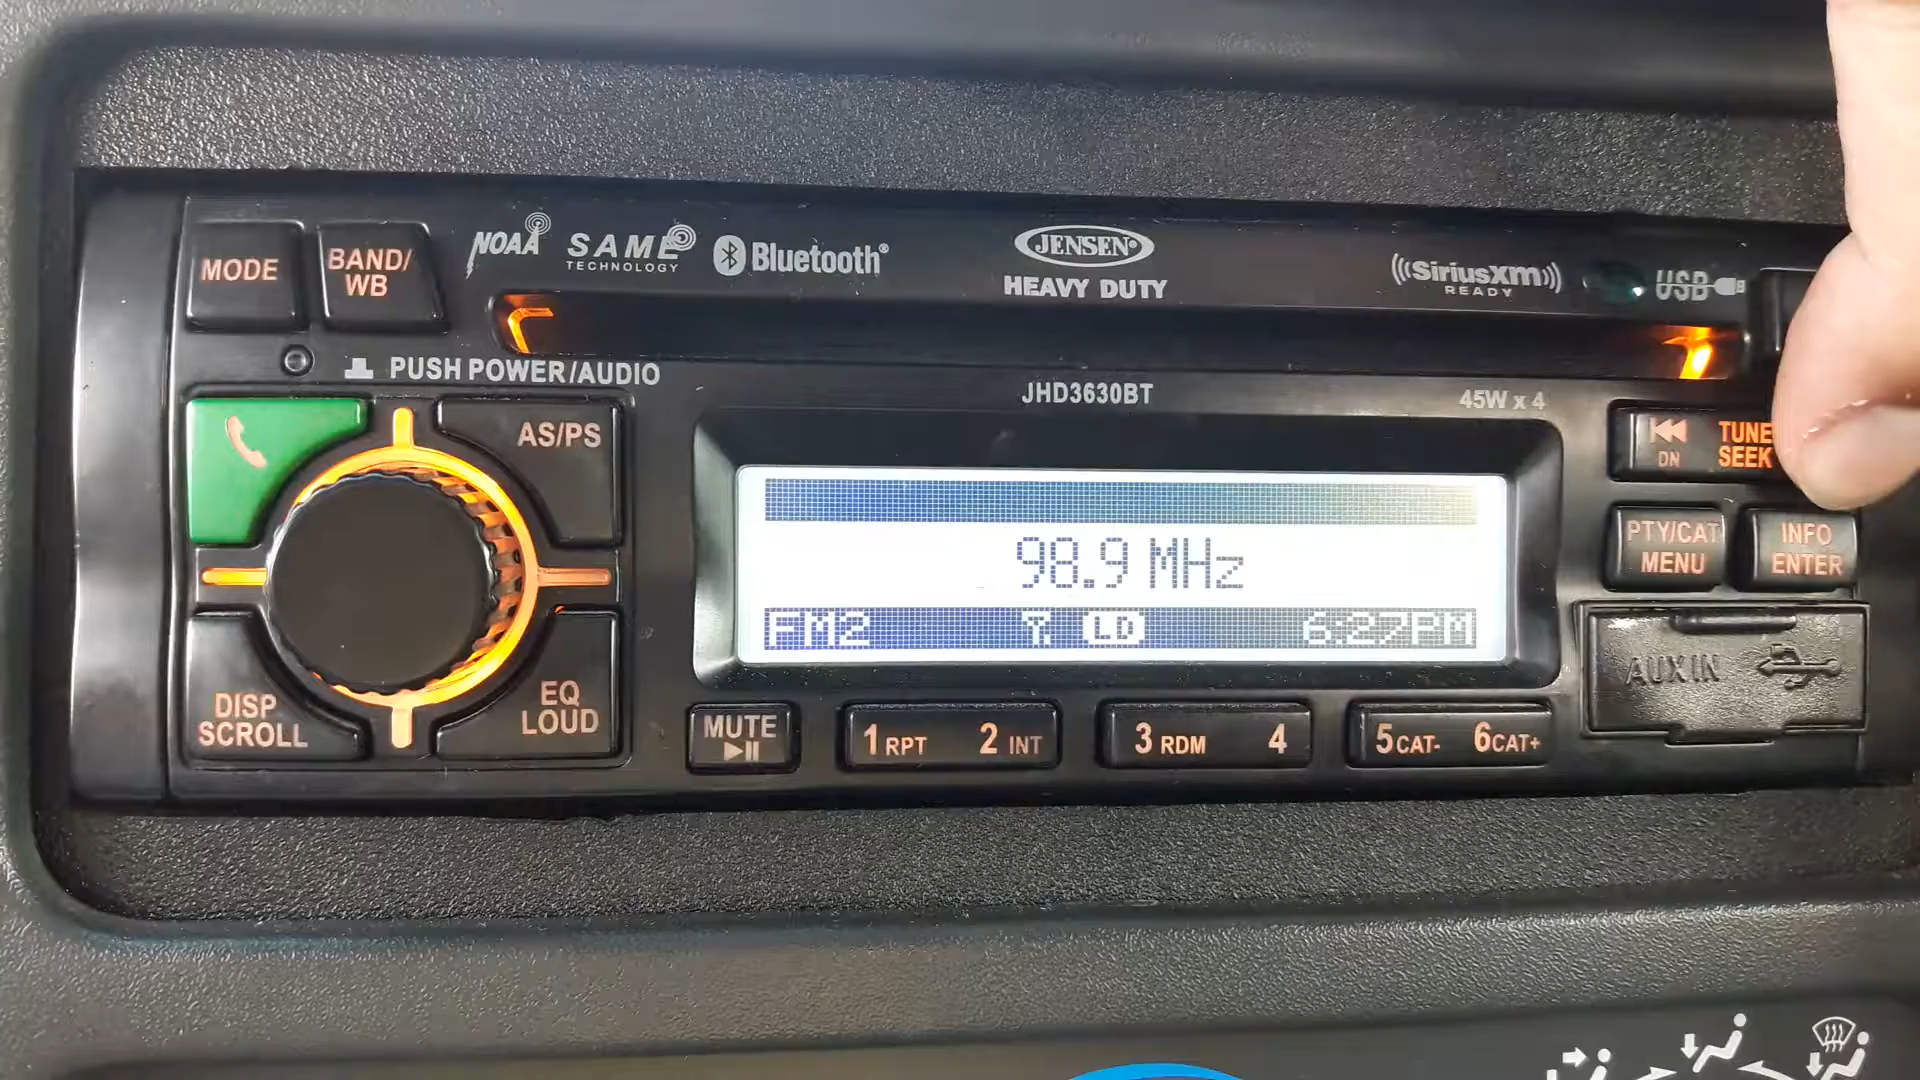 MODE
BAND/
WB
NOAA
SAME
TECHNOLOGY
Bluetooth®
JENSEN®
HEAVY DUTY
((SiriusXM))
READY
USB
PUSH POWER/AUDIO
JHD3630BT
45W x 4
AS/PS
DN
TUNE
SEEK
98.9 MHz
FM2
LD
6:27PM
PTY/CAT
MENU
INFO
ENTER
AUX IN
DISP
SCROLL
EQ
LOUD
MUTE
1 RPT
2 INT
3 RDM
4
5 CAT-
6 CAT+